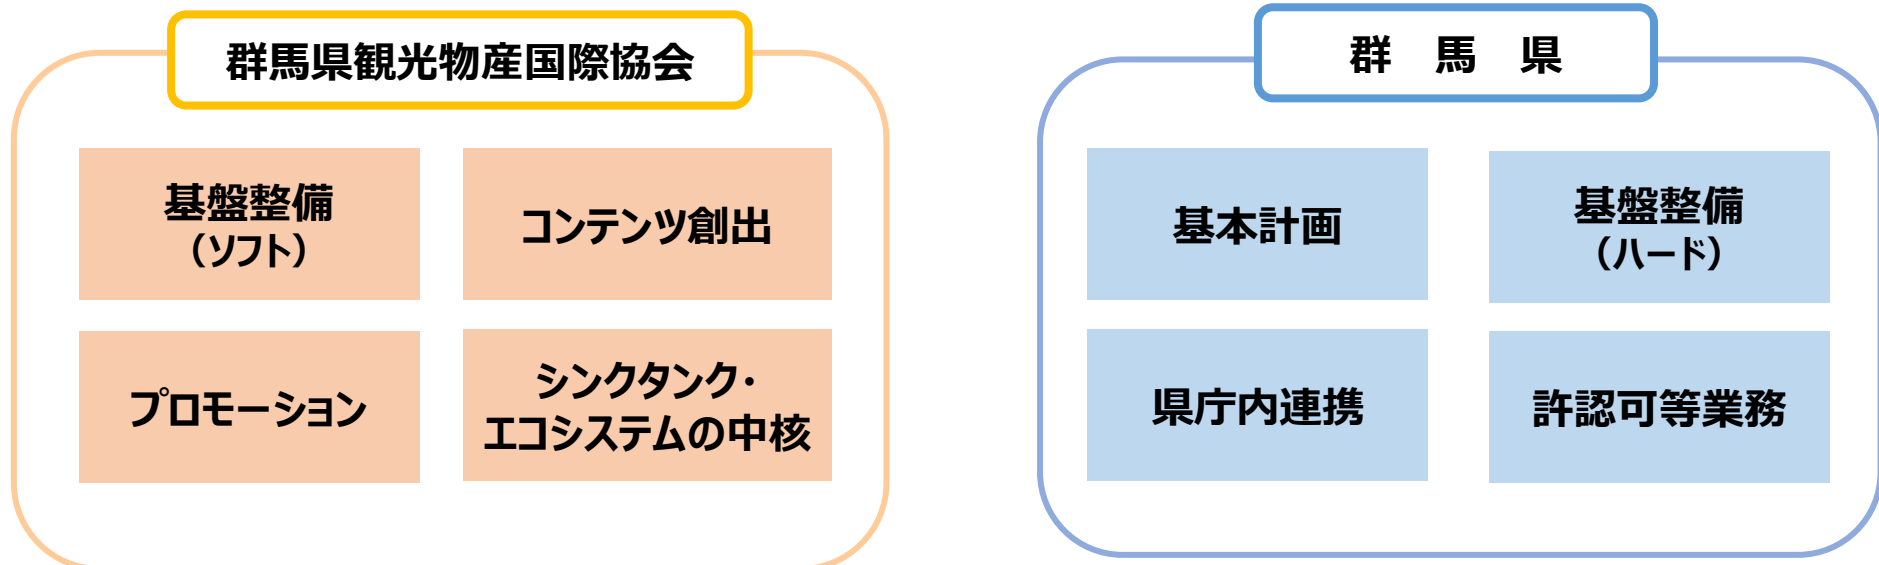 群馬県観光物産国際協会
基盤整備
（ソフト）
コンテンツ創出
プロモーション
シンクタンク・
エコシステムの中核
群　馬　県
基本計画
基盤整備
（ハード）
県庁内連携
許認可等業務